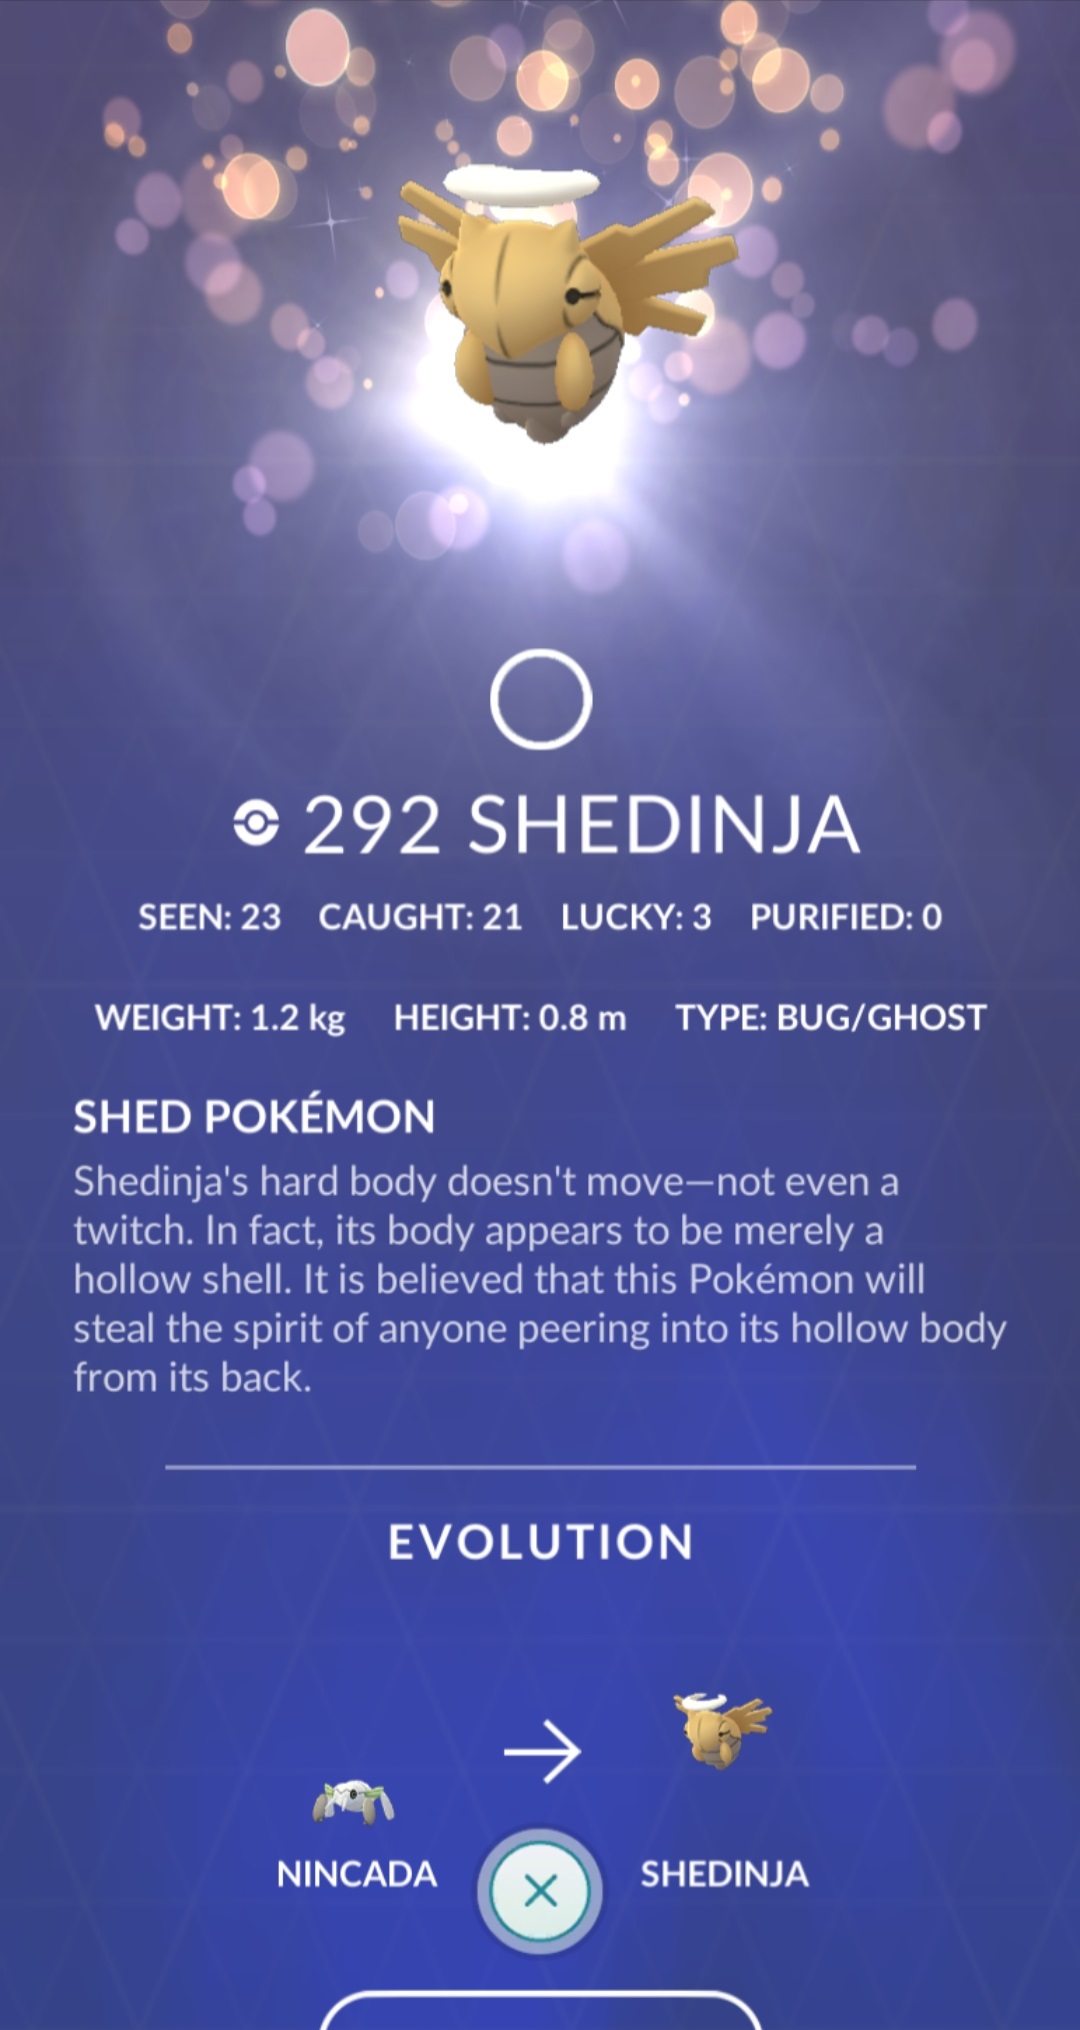 292 SHEDINJA
SEEN: 23 CAUGHT: 21 LUCKY: 3 PURIFIED: 0
WEIGHT: 1.2 kg HEIGHT: 0.8 m TYPE: BUG/GHOST
SHED POKÉMON
Shedinja's hard body doesn't move—not even a
twitch. In fact, its body appears to be merely a
hollow shell. It is believed that this Pokémon will
steal the spirit of anyone peering into its hollow body
from its back.
EVOLUTION
NINCADA SHEDINJA